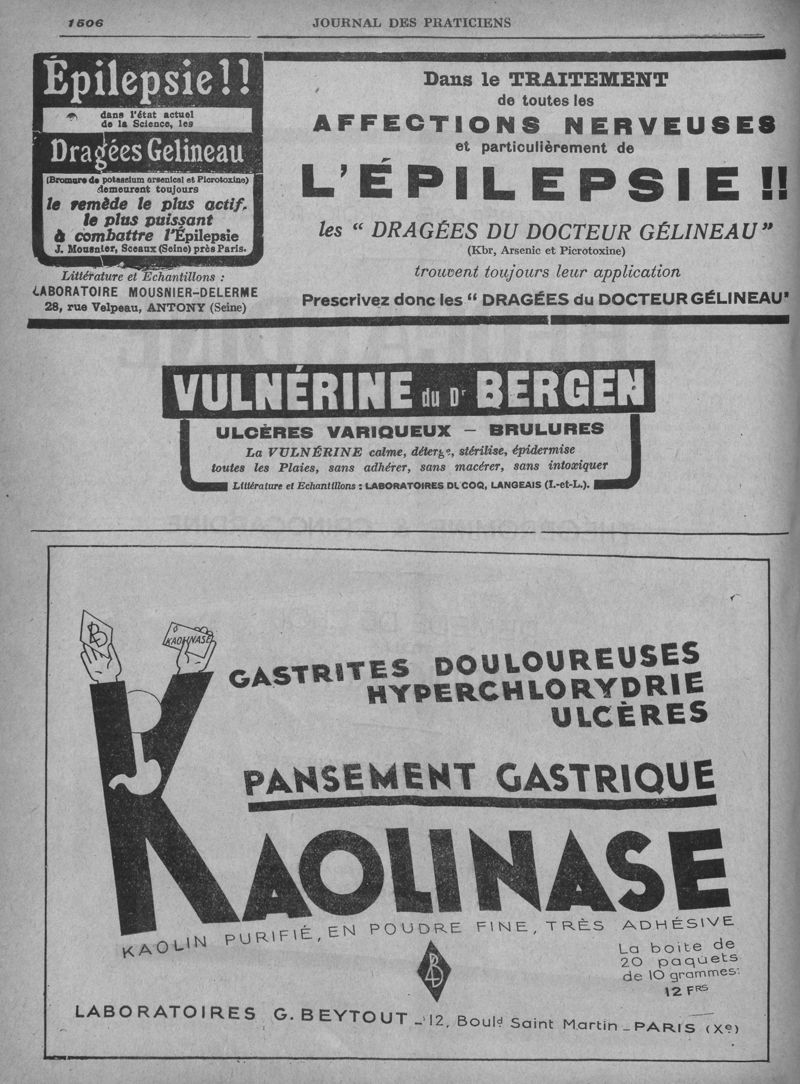 1506
JOURNAL DES PRATICIENS
Épilepsie!!
dans l'état actuel
de la Science, les
Dragées Gelineau
(Bromure de potassium arsenical et Picrotoxine)
demeurent toujours
le remède le plus actif,
le plus puissant
à combattre l'Épilepsie
J. Mousnier, Sceaux (Seine) près Paris.
Littérature et Echantillons :
LABORATOIRE MOUSNIER-DELERME
28, rue Velpeau, ANTONY (Seine)
Dans le TRAITEMENT
de toutes les
AFFECTIONS NERVEUSES
et particulièrement de
L'ÉPILEPSIE !!
les “ DRAGÉES DU DOCTEUR GÉLINEAU ”
(Kbr, Arsenic et Picrotoxine)
trouvent toujours leur application
Prescrivez donc les “ DRAGÉES du DOCTEUR GÉLINEAU ”
VULNÉRINE du Dr BERGEN
ULCÈRES VARIQUEUX — BRULURES
La VULNÉRINE calme, déterge, stérilise, épidermise
toutes les Plaies, sans adhérer, sans macérer, sans intoxiquer
Littérature et Echantillons : LABORATOIRES DUCOQ, LANGEAIS (I.-et-L.).
KAOLINASE
GASTRITES DOULOUREUSES
HYPERCHLORYDRIE
ULCÈRES
PANSEMENT GASTRIQUE
KAOLINASE
KAOLIN PURIFIÉ, EN POUDRE FINE, TRÈS ADHÉSIVE
La boite de
20 paquets
de 10 grammes:
12 FRS
LABORATOIRES G. BEYTOUT _ 12, Bould Saint Martin _ PARIS (Xe)